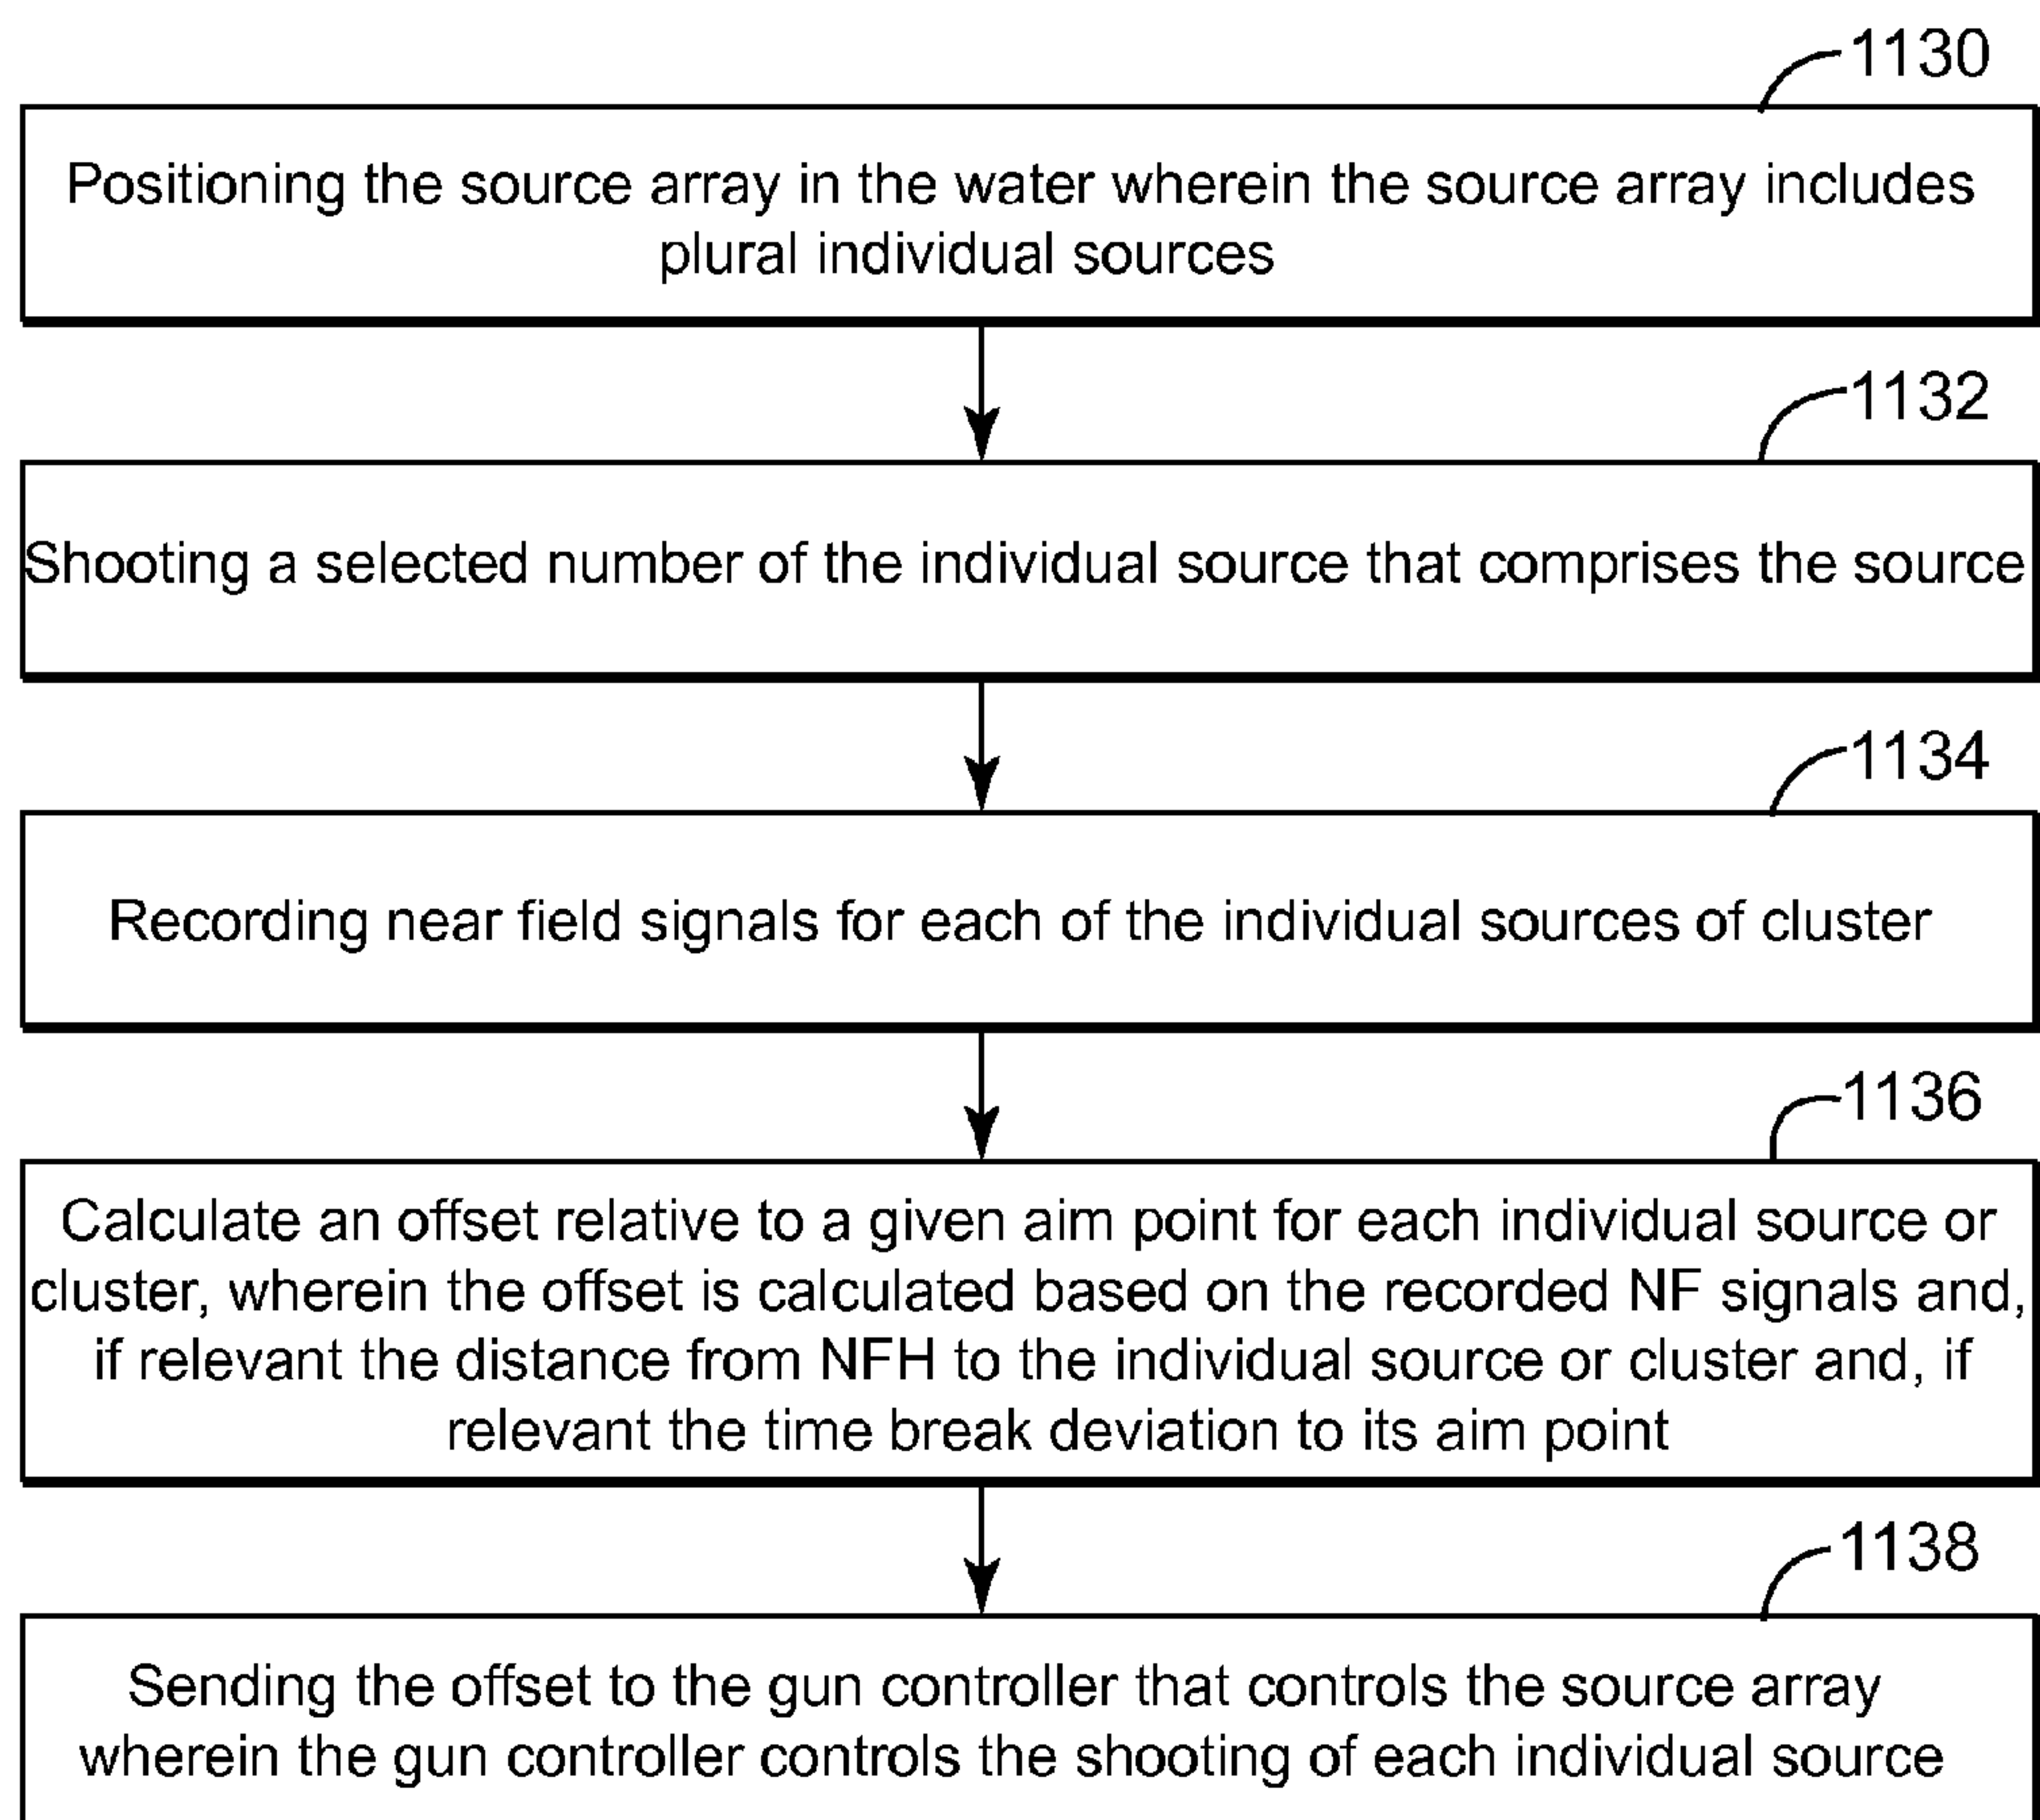 1130
Positioning the source array in the water wherein the source array includes
plural individual sources
1132
Shooting a selected number of the individual source that comprises the source
1134
Recording near field signals for each of the individual sources of cluster
1136
Calculate an offset relative to a given aim point for each individual source or
cluster, wherein the offset is calculated based on the recorded NF signals and,
if relevant the distance from NFH to the individual source or cluster and, if
relevant the time break deviation to its aim point
1138
Sending the offset to the gun controller that controls the source array
wherein the gun controller controls the shooting of each individual source